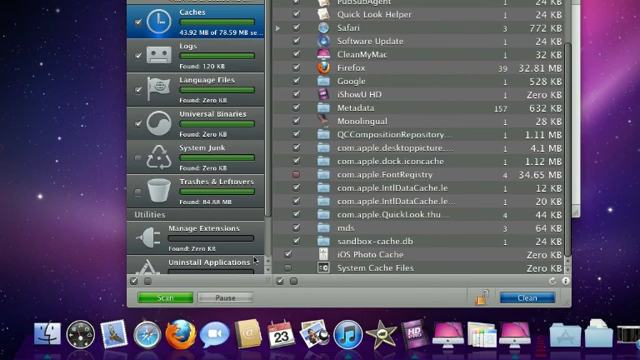 Caches
43.92 MB of 78.59 MB se...
Logs
Found: 120 KB
Language Files
Found: Zero KB
Universal Binaries
Found: Zero KB
System Junk
Found: Zero KB
Trashes & Leftovers
Found: 84.88 MB
Utilities
Manage Extensions
Found: Zero KB
Uninstall Applications
PubSubAgent 1 24 KB
Quick Look Helper 1 24 KB
Safari 3 772 KB
Software Update 1 24 KB
CleanMyMac 1 32 KB
Firefox 39 32.81 MB
Google 1 528 KB
iShowU HD Zero KB
Metadata 157 632 KB
Monolingual 1 28 KB
QCCompositionRepository... 1 1.11 MB
com.apple.desktoppicture... 1 4.1 MB
com.apple.dock.iconcache 1 1.12 MB
com.apple.FontRegistry 4 34.65 MB
com.apple.IntlDataCache.le 1 12 KB
com.apple.IntlDataCache.le 1 20 KB
com.apple.QuickLook.thu... 4 44 KB
mds 3 64 KB
sandbox-cache.db 1 24 KB
iOS Photo Cache Zero KB
System Cache Files Zero KB
Scan Pause Clean
23
HD